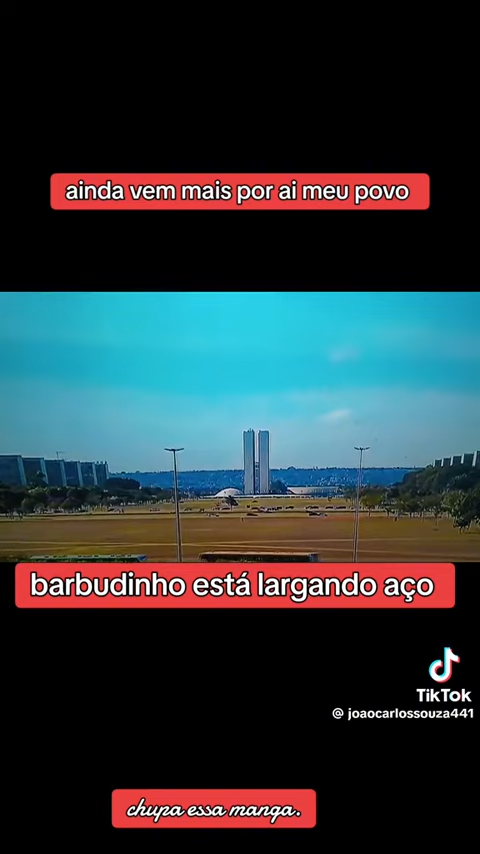 ainda vem mais por ai meu povo
barbudinho está largando aço
TikTok
@ joaocarlossouza441
chupa essa manga.